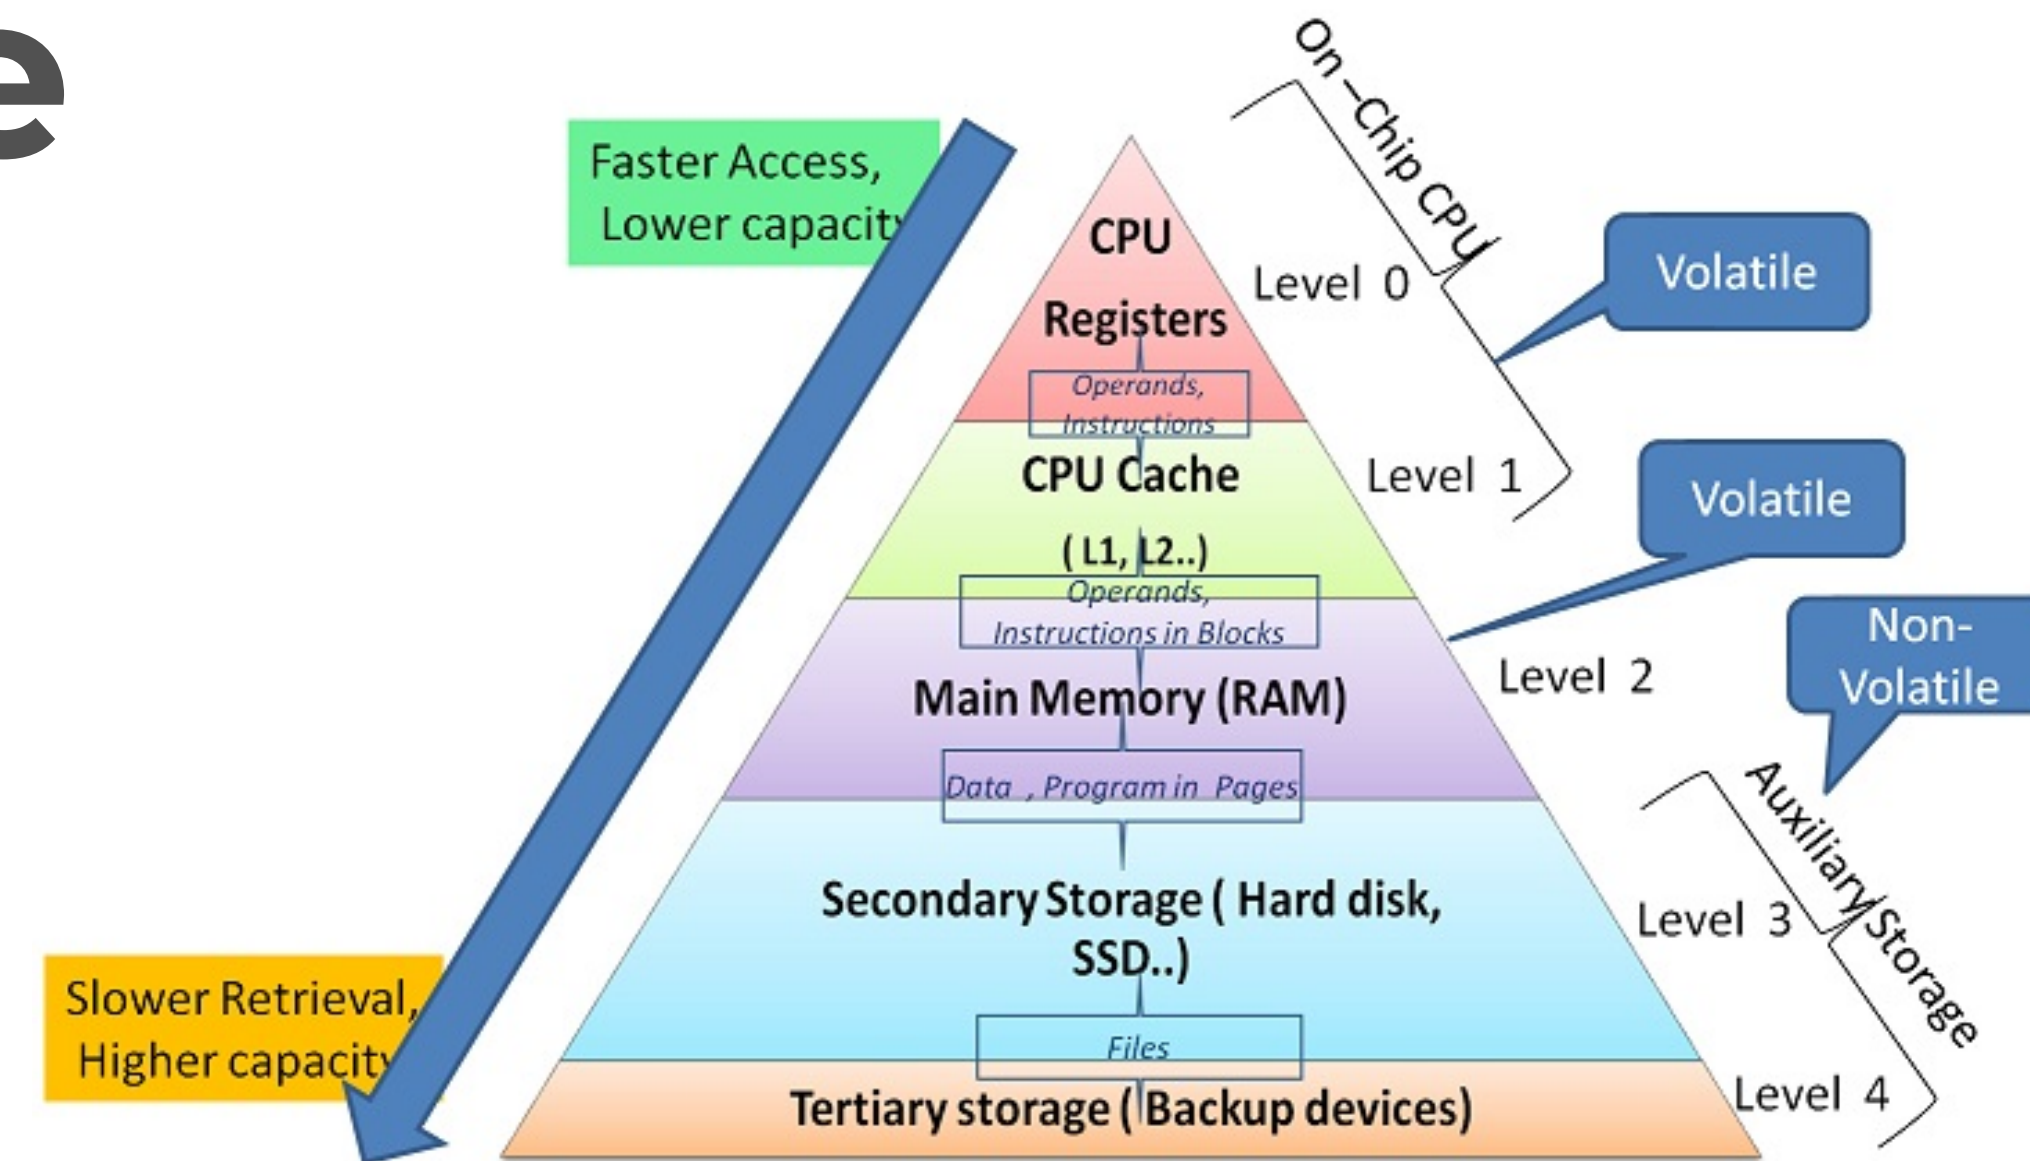 e
On –Chip CPU
Faster Access,
Lower capacity
CPU
Registers
Level 0
Volatile
Operands,
Instructions
CPU Cache
( L1, L2..)
Level 1
Volatile
Operands,
Instructions in Blocks
Main Memory (RAM)
Level 2
Non-
Volatile
Data , Program in Pages
Auxiliary Storage
Secondary Storage ( Hard disk,
SSD..)
Level 3
Slower Retrieval,
Higher capacity
Files
Tertiary storage ( Backup devices)
Level 4